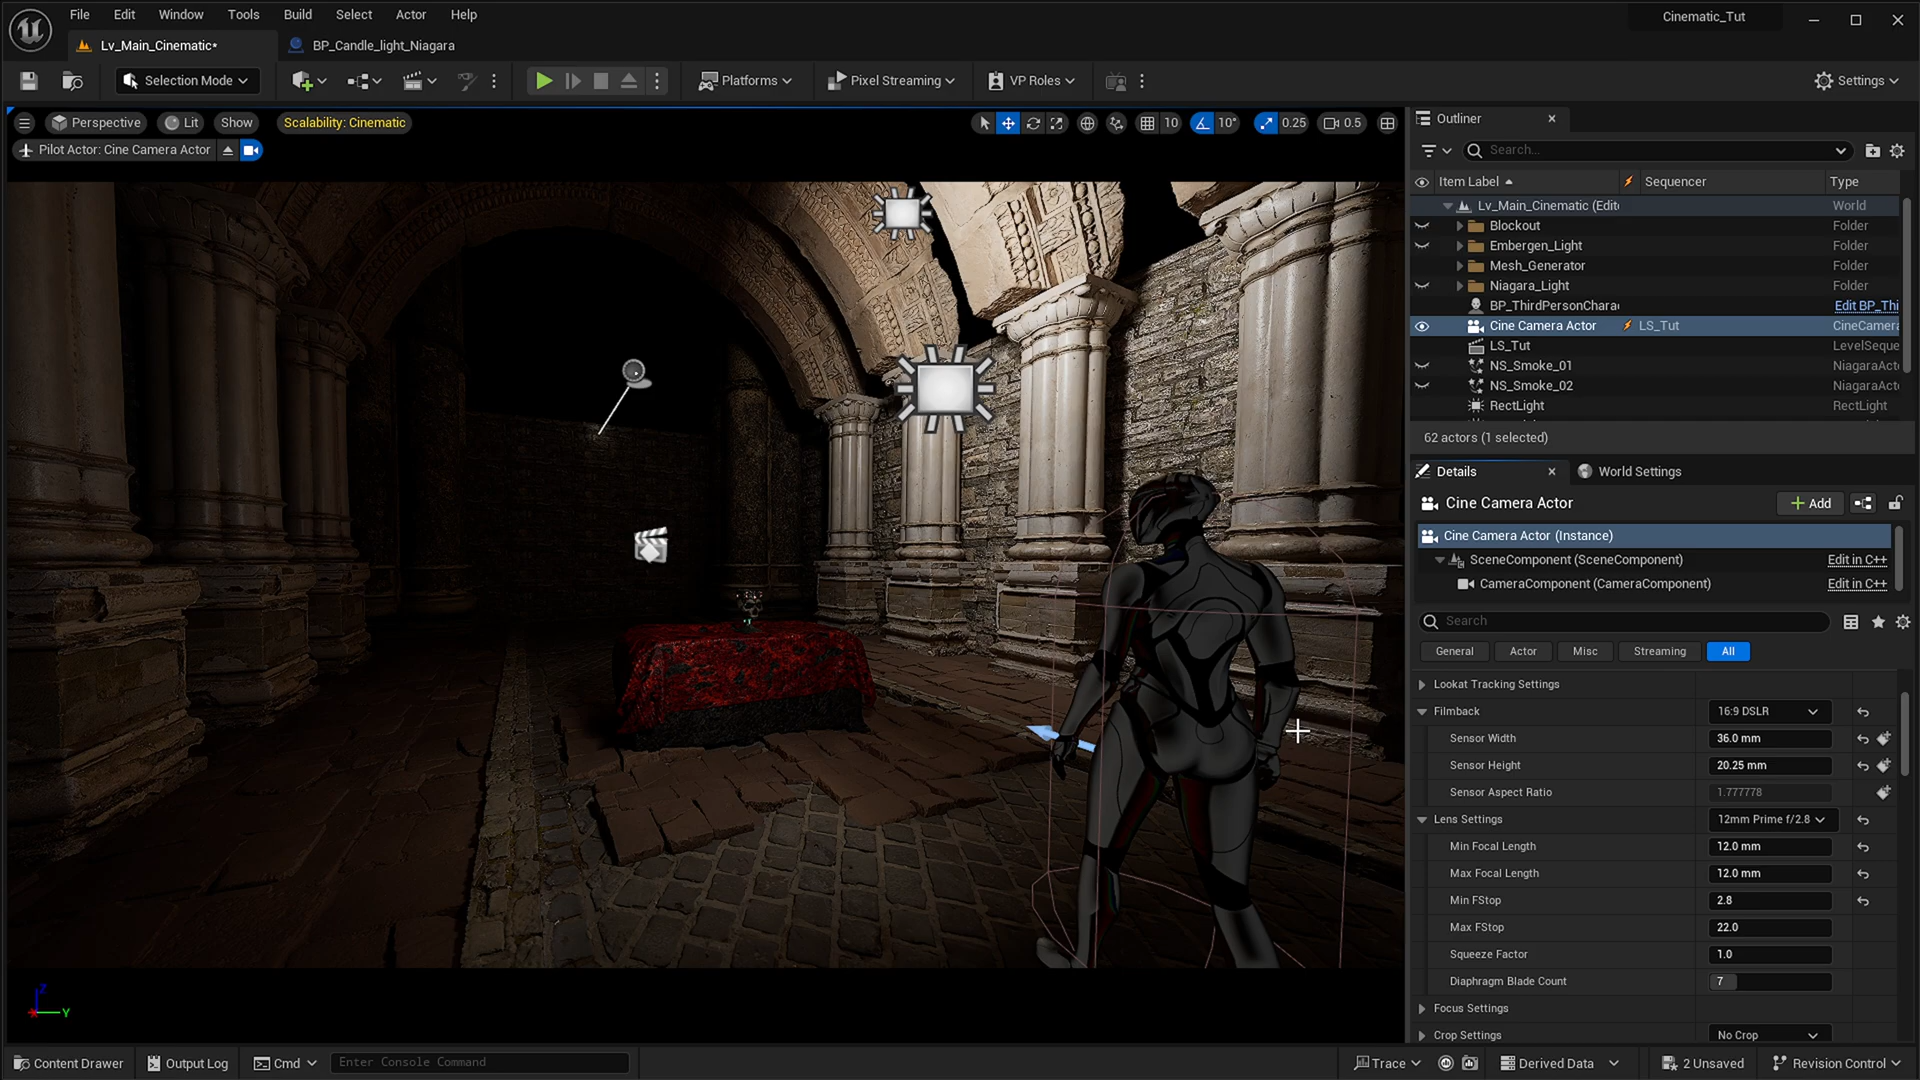 File Edit Window Tools Build Select Actor Help
Cinematic_Tut
Lv_Main_Cinematic*
BP_Candle_light_Niagara
Selection Mode
Platforms
Pixel Streaming
VP Roles
Settings
Perspective Lit Show Scalability: Cinematic
10 10° 0.25 0.5
Pilot Actor: Cine Camera Actor
Outliner
Search...
Item Label Sequencer Type
Lv_Main_Cinematic (Edit World
Blockout Folder
Embergen_Light Folder
Mesh_Generator Folder
Niagara_Light Folder
BP_ThirdPersonChara Edit BP_Thi
Cine Camera Actor LS_Tut CineCamera
LS_Tut LevelSeque
NS_Smoke_01 NiagaraAct
NS_Smoke_02 NiagaraAct
RectLight RectLight
62 actors (1 selected)
Details World Settings
Cine Camera Actor Add
Cine Camera Actor (Instance)
SceneComponent (SceneComponent) Edit in C++
CameraComponent (CameraComponent) Edit in C++
Search
General Actor Misc Streaming All
Lookat Tracking Settings
Filmback 16:9 DSLR
Sensor Width 36.0 mm
Sensor Height 20.25 mm
Sensor Aspect Ratio 1.777778
Lens Settings 12mm Prime f/2.8
Min Focal Length 12.0 mm
Max Focal Length 12.0 mm
Min FStop 2.8
Max FStop 22.0
Squeeze Factor 1.0
Diaphragm Blade Count 7
Focus Settings
Crop Settings No Crop
Z
X Y
Content Drawer Output Log Cmd Enter Console Command
Trace Derived Data 2 Unsaved Revision Control